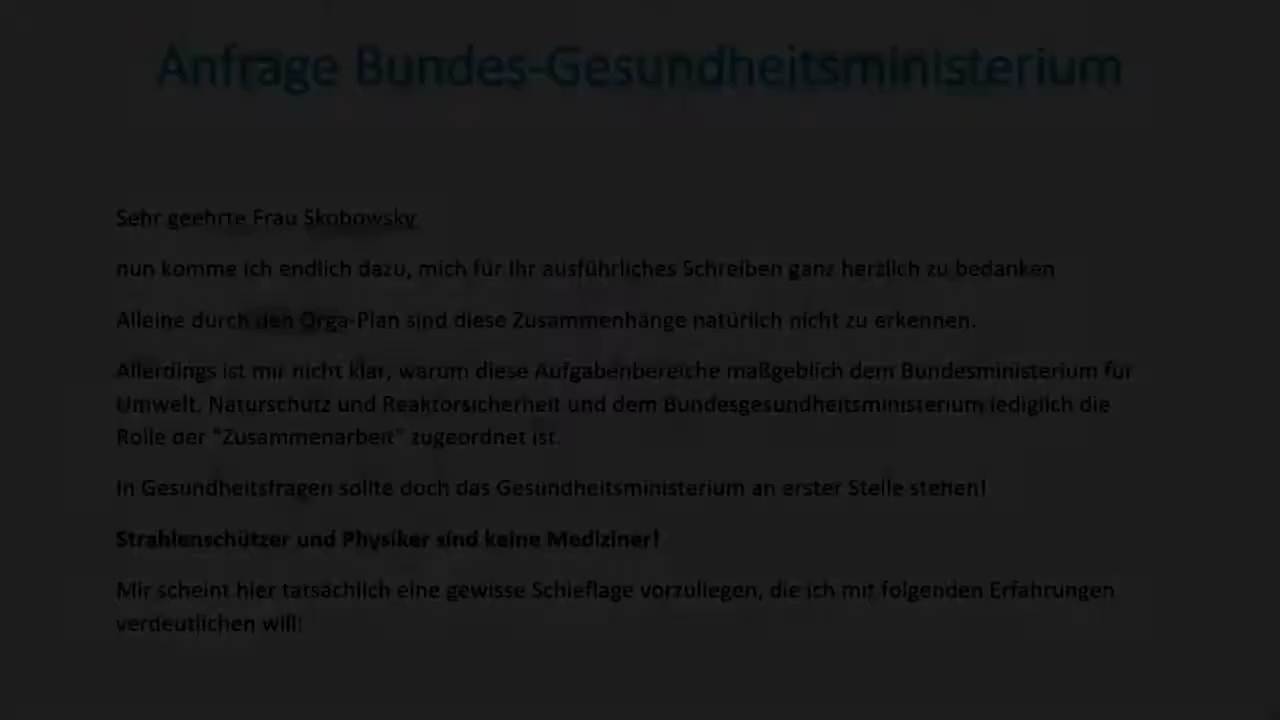 Anfrage Bundes-Gesundheitsministerium
Sehr geehrte Frau Skobowsky
nun komme ich endlich dazu, mich für Ihr ausführliches Schreiben ganz herzlich zu bedanken
Alleine durch den Orga-Plan sind diese Zusammenhänge natürlich nicht zu erkennen.
Allerdings ist mir nicht klar, warum diese Aufgabenbereiche maßgeblich dem Bundesministerium für
Umwelt, Naturschutz und Reaktorsicherheit und dem Bundesgesundheitsministerium lediglich die
Rolle der "Zusammenarbeit" zugeordnet ist.
In Gesundheitsfragen sollte doch das Gesundheitsministerium an erster Stelle stehen!
Strahlenschützer und Physiker sind keine Mediziner!
Mir scheint hier tatsächlich eine gewisse Schieflage vorzuliegen, die ich mit folgenden Erfahrungen
verdeutlichen will: